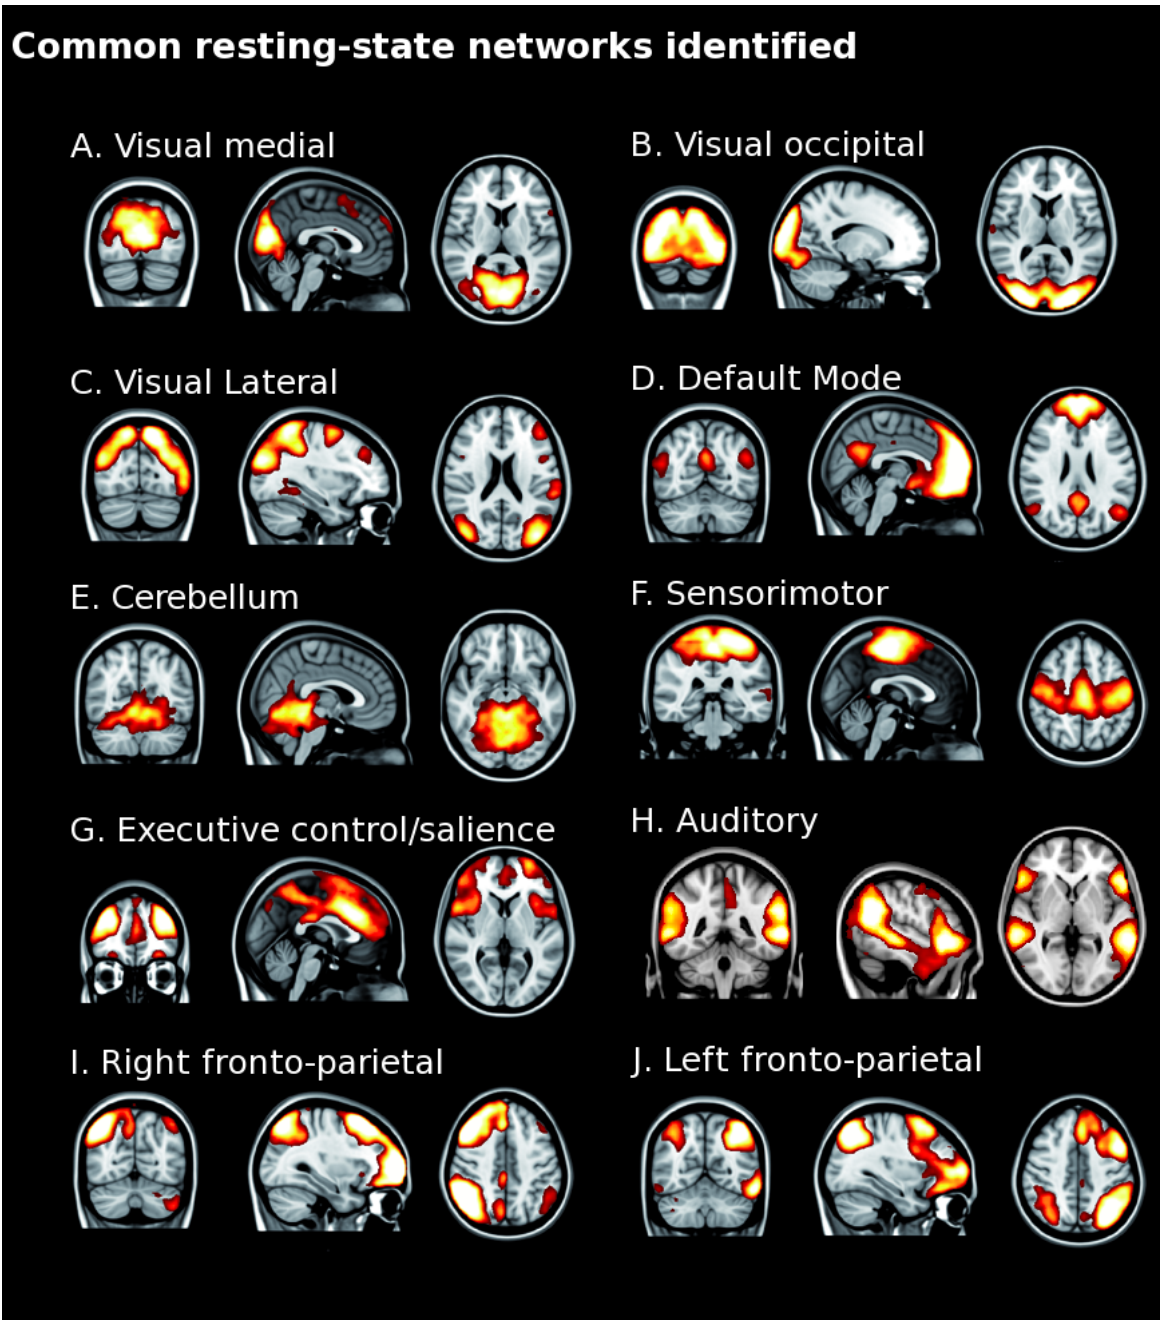 Common resting-state networks identified
A. Visual medial
B. Visual occipital
C. Visual Lateral
D. Default Mode
E. Cerebellum
F. Sensorimotor
G. Executive control/salience
H. Auditory
I. Right fronto-parietal
J. Left fronto-parietal